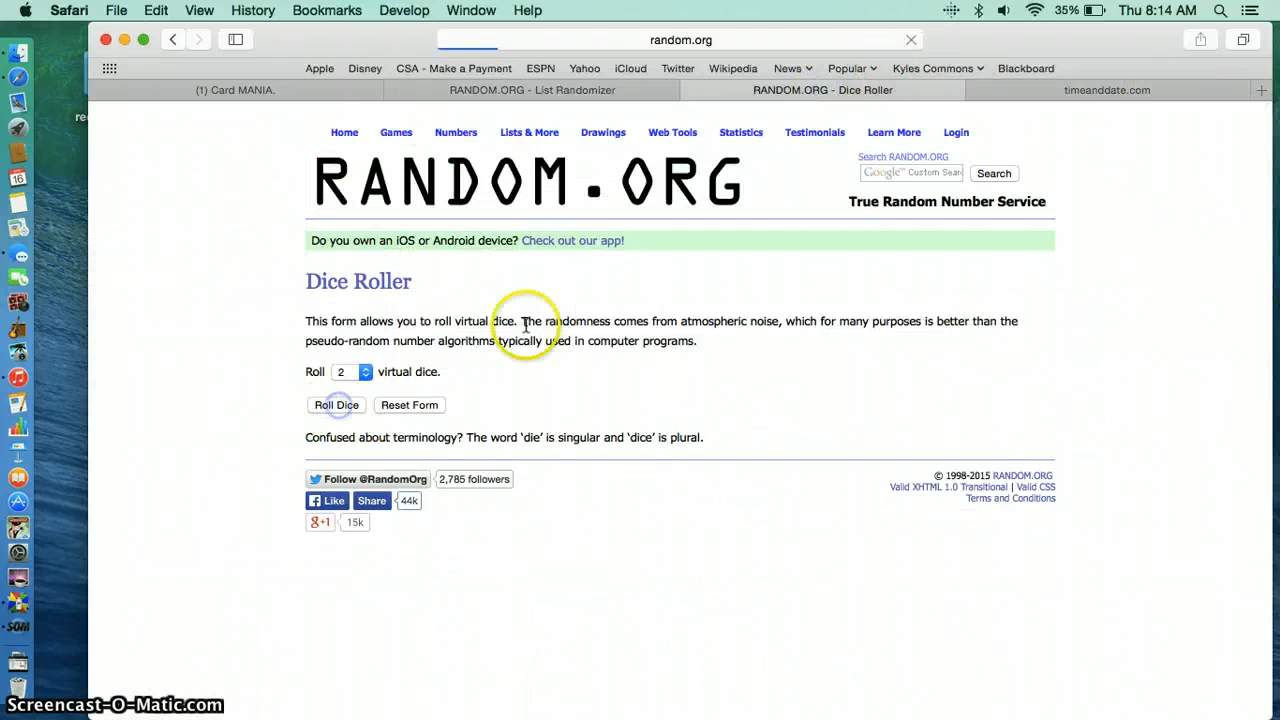 Safari File Edit View History Bookmarks Develop Window Help 35% Thu 8:14 AM
random.org
Apple Disney CSA - Make a Payment ESPN Yahoo iCloud Twitter Wikipedia News Popular Kyles Commons Blackboard
(1) Card MANIA. RANDOM.ORG - List Randomizer RANDOM.ORG - Dice Roller timeanddate.com
Home Games Numbers Lists & More Drawings Web Tools Statistics Testimonials Learn More Login
RANDOM.ORG
Search RANDOM.ORG
Google™ Custom Sear Search
True Random Number Service
Do you own an iOS or Android device? Check out our app!
Dice Roller
This form allows you to roll virtual dice. The randomness comes from atmospheric noise, which for many purposes is better than the
pseudo-random number algorithms typically used in computer programs.
Roll 2 virtual dice.
Roll Dice Reset Form
Confused about terminology? The word ‘die’ is singular and ‘dice’ is plural.
Follow @RandomOrg 2,785 followers
Like Share 44k
g+1 15k
© 1998-2015 RANDOM.ORG
Valid XHTML 1.0 Transitional | Valid CSS
Terms and Conditions
16
SOM
Screencast-O-Matic.com